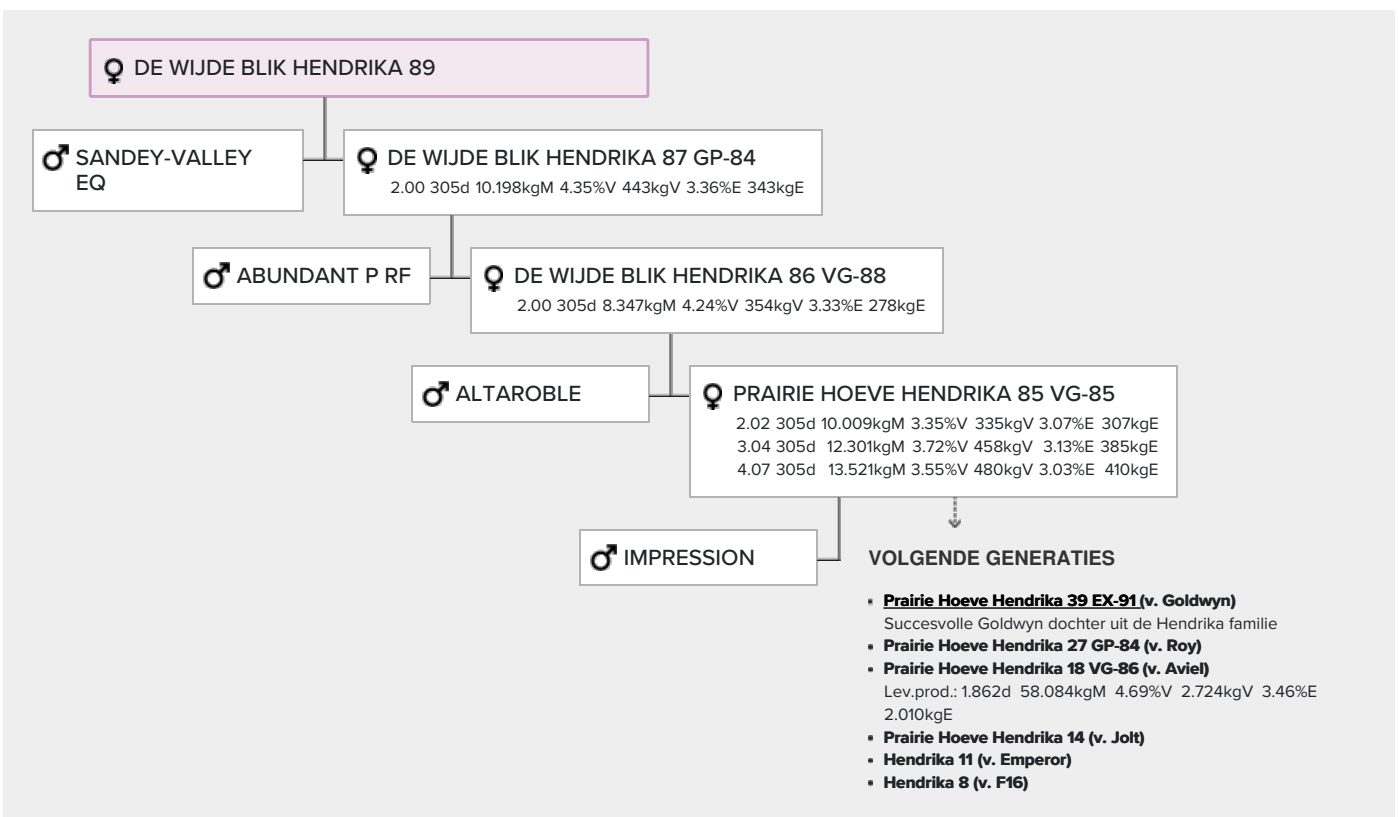 DE WIJDE BLIK HENDRIKA 89
SANDEY-VALLEY
EQ
DE WIJDE BLIK HENDRIKA 87 GP-84
2.00 305d 10.198kgM 4.35%V 443kgV 3.36%E 343kgE
ABUNDANT P RF
DE WIJDE BLIK HENDRIKA 86 VG-88
2.00 305d 8.347kgM 4.24%V 354kgV 3.33%E 278kgE
ALTAROBLE
PRAIRIE HOEVE HENDRIKA 85 VG-85
2.02 305d 10.009kgM 3.35%V 335kgV 3.07%E 307kgE
3.04 305d 12.301kgM 3.72%V 458kgV 3.13%E 385kgE
4.07 305d 13.521kgM 3.55%V 480kgV 3.03%E 410kgE
IMPRESSION
VOLGENDE GENERATIES
Prairie Hoeve Hendrika 39 EX-91 (v. Goldwyn)
Succesvolle Goldwyn dochter uit de Hendrika familie
Prairie Hoeve Hendrika 27 GP-84 (v. Roy)
Prairie Hoeve Hendrika 18 VG-86 (v. Aviel)
Lev.prod.: 1.862d 58.084kgM 4.69%V 2.724kgV 3.46%E
2.010kgE
Prairie Hoeve Hendrika 14 (v. Jolt)
Hendrika 11 (v. Emperor)
Hendrika 8 (v. F16)